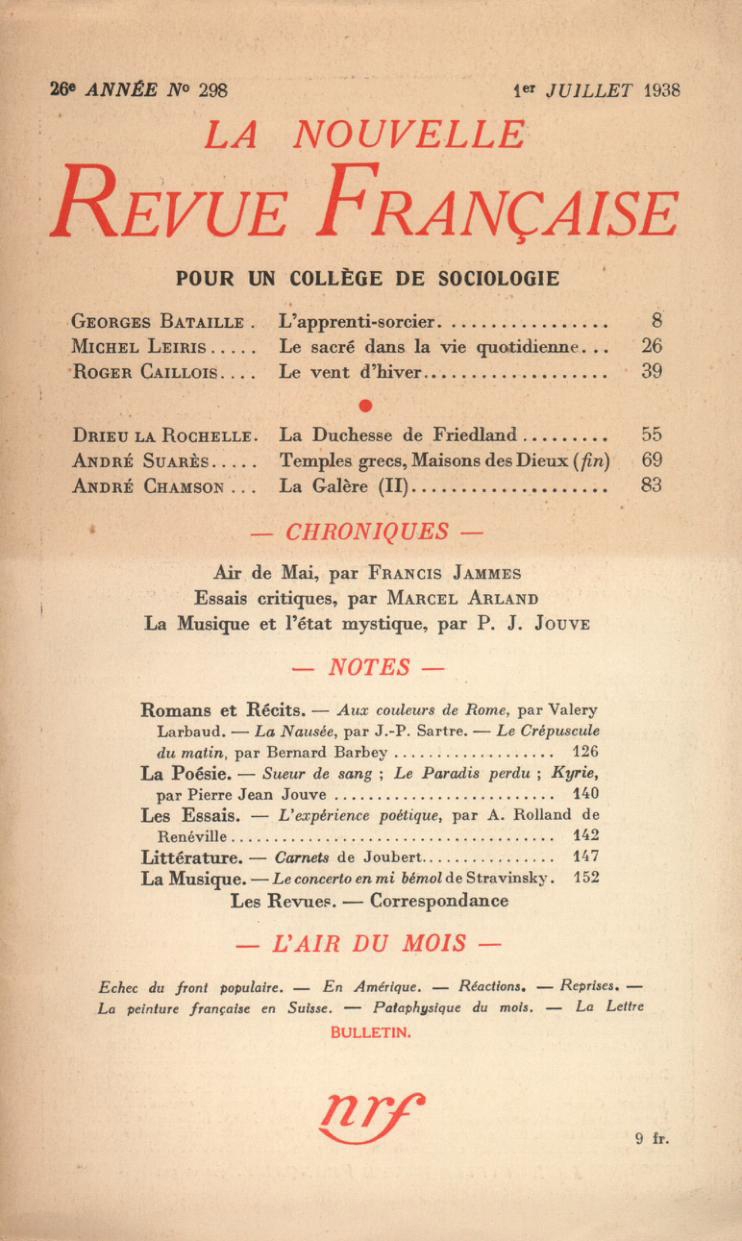 26e ANNÉE No 298 1er JUILLET 1938
LA NOUVELLE
REVUE FRANÇAISE
POUR UN COLLÈGE DE SOCIOLOGIE
GEORGES BATAILLE . L'apprenti-sorcier. ................ 8
MICHEL LEIRIS ..... Le sacré dans la vie quotidienne... 26
ROGER CAILLOIS.... Le vent d'hiver................... 39
DRIEU LA ROCHELLE. La Duchesse de Friedland ......... 55
ANDRÉ SUARÈS..... Temples grecs, Maisons des Dieux (fin) 69
ANDRÉ CHAMSON ... La Galère (II).................... 83
— CHRONIQUES —
Air de Mai, par FRANCIS JAMMES
Essais critiques, par MARCEL ARLAND
La Musique et l'état mystique, par P. J. JOUVE
— NOTES —
Romans et Récits. — Aux couleurs de Rome, par Valery
Larbaud. — La Nausée, par J.-P. Sartre. — Le Crépuscule
du matin, par Bernard Barbey .................. 126
La Poésie. — Sueur de sang ; Le Paradis perdu ; Kyrie,
par Pierre Jean Jouve ......................... 140
Les Essais. — L'expérience poétique, par A. Rolland de
Renéville.................................... 142
Littérature. — Carnets de Joubert............... 147
La Musique. — Le concerto en mi bémol de Stravinsky. 152
Les Revues. — Correspondance
— L'AIR DU MOIS —
Echec du front populaire. — En Amérique. — Réactions. — Reprises. —
La peinture française en Suisse. — Pataphysique du mois. — La Lettre
BULLETIN.
nrf
9 fr.